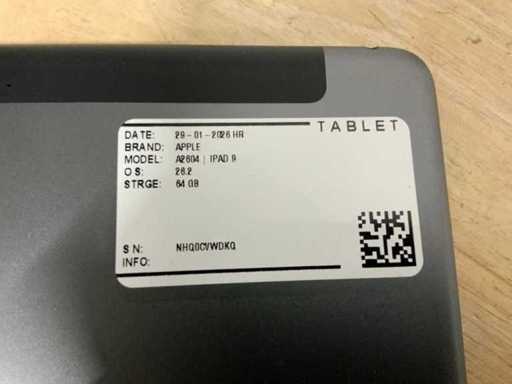 TABLET
DATE: 29-01-2026 HR
BRAND: APPLE
MODEL: A2604 | IPAD 9
OS: 26.2
STRGE: 64 GB
SN: NHQ0CVWDKQ
INFO: